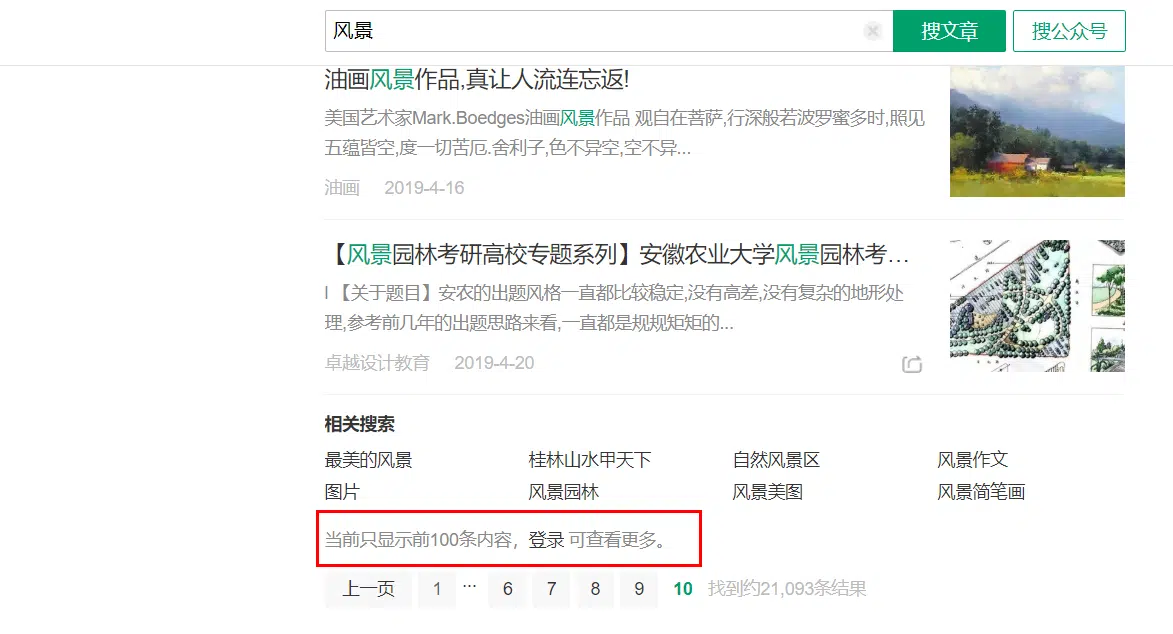 风景
搜文章
搜公众号
油画风景作品,真让人流连忘返!
美国艺术家Mark.Boedges油画风景作品 观自在菩萨,行深般若波罗蜜多时,照见
五蕴皆空,度一切苦厄.舍利子,色不异空,空不异...
油画 2019-4-16
【风景园林考研高校专题系列】安徽农业大学风景园林考...
l 【关于题目】安农的出题风格一直都比较稳定,没有高差,没有复杂的地形处
理,参考前几年的出题思路来看,一直都是规规矩矩的...
卓越设计教育 2019-4-20
相关搜索
最美的风景 桂林山水甲天下 自然风景区 风景作文
图片 风景园林 风景美图 风景简笔画
当前只显示前100条内容，登录 可查看更多。
上一页 1 ... 6 7 8 9 10 找到约21,093条结果